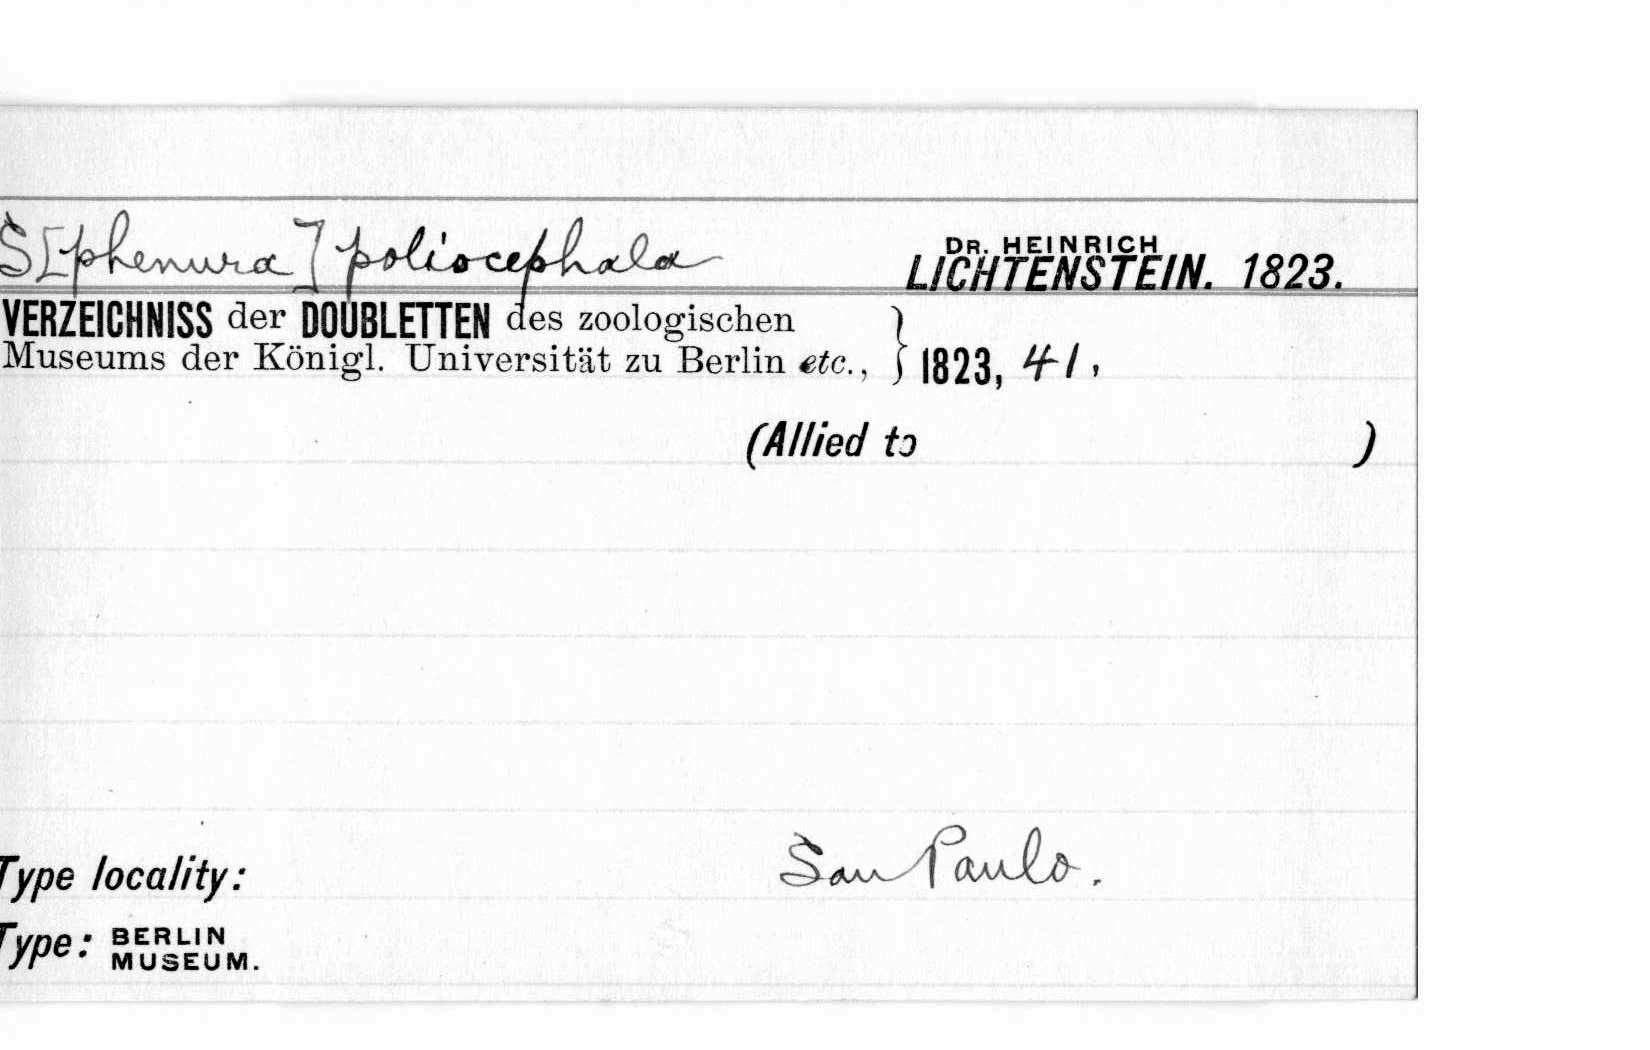 S[phenura] poliocephala
DR. HEINRICH
LICHTENSTEIN. 1823.
VERZEICHNISS der DOUBLETTEN des zoologischen
Museums der Königl. Universität zu Berlin etc., } 1823, 41,
(Allied to )
San Paulo.
Type locality:
Type: BERLIN
MUSEUM.